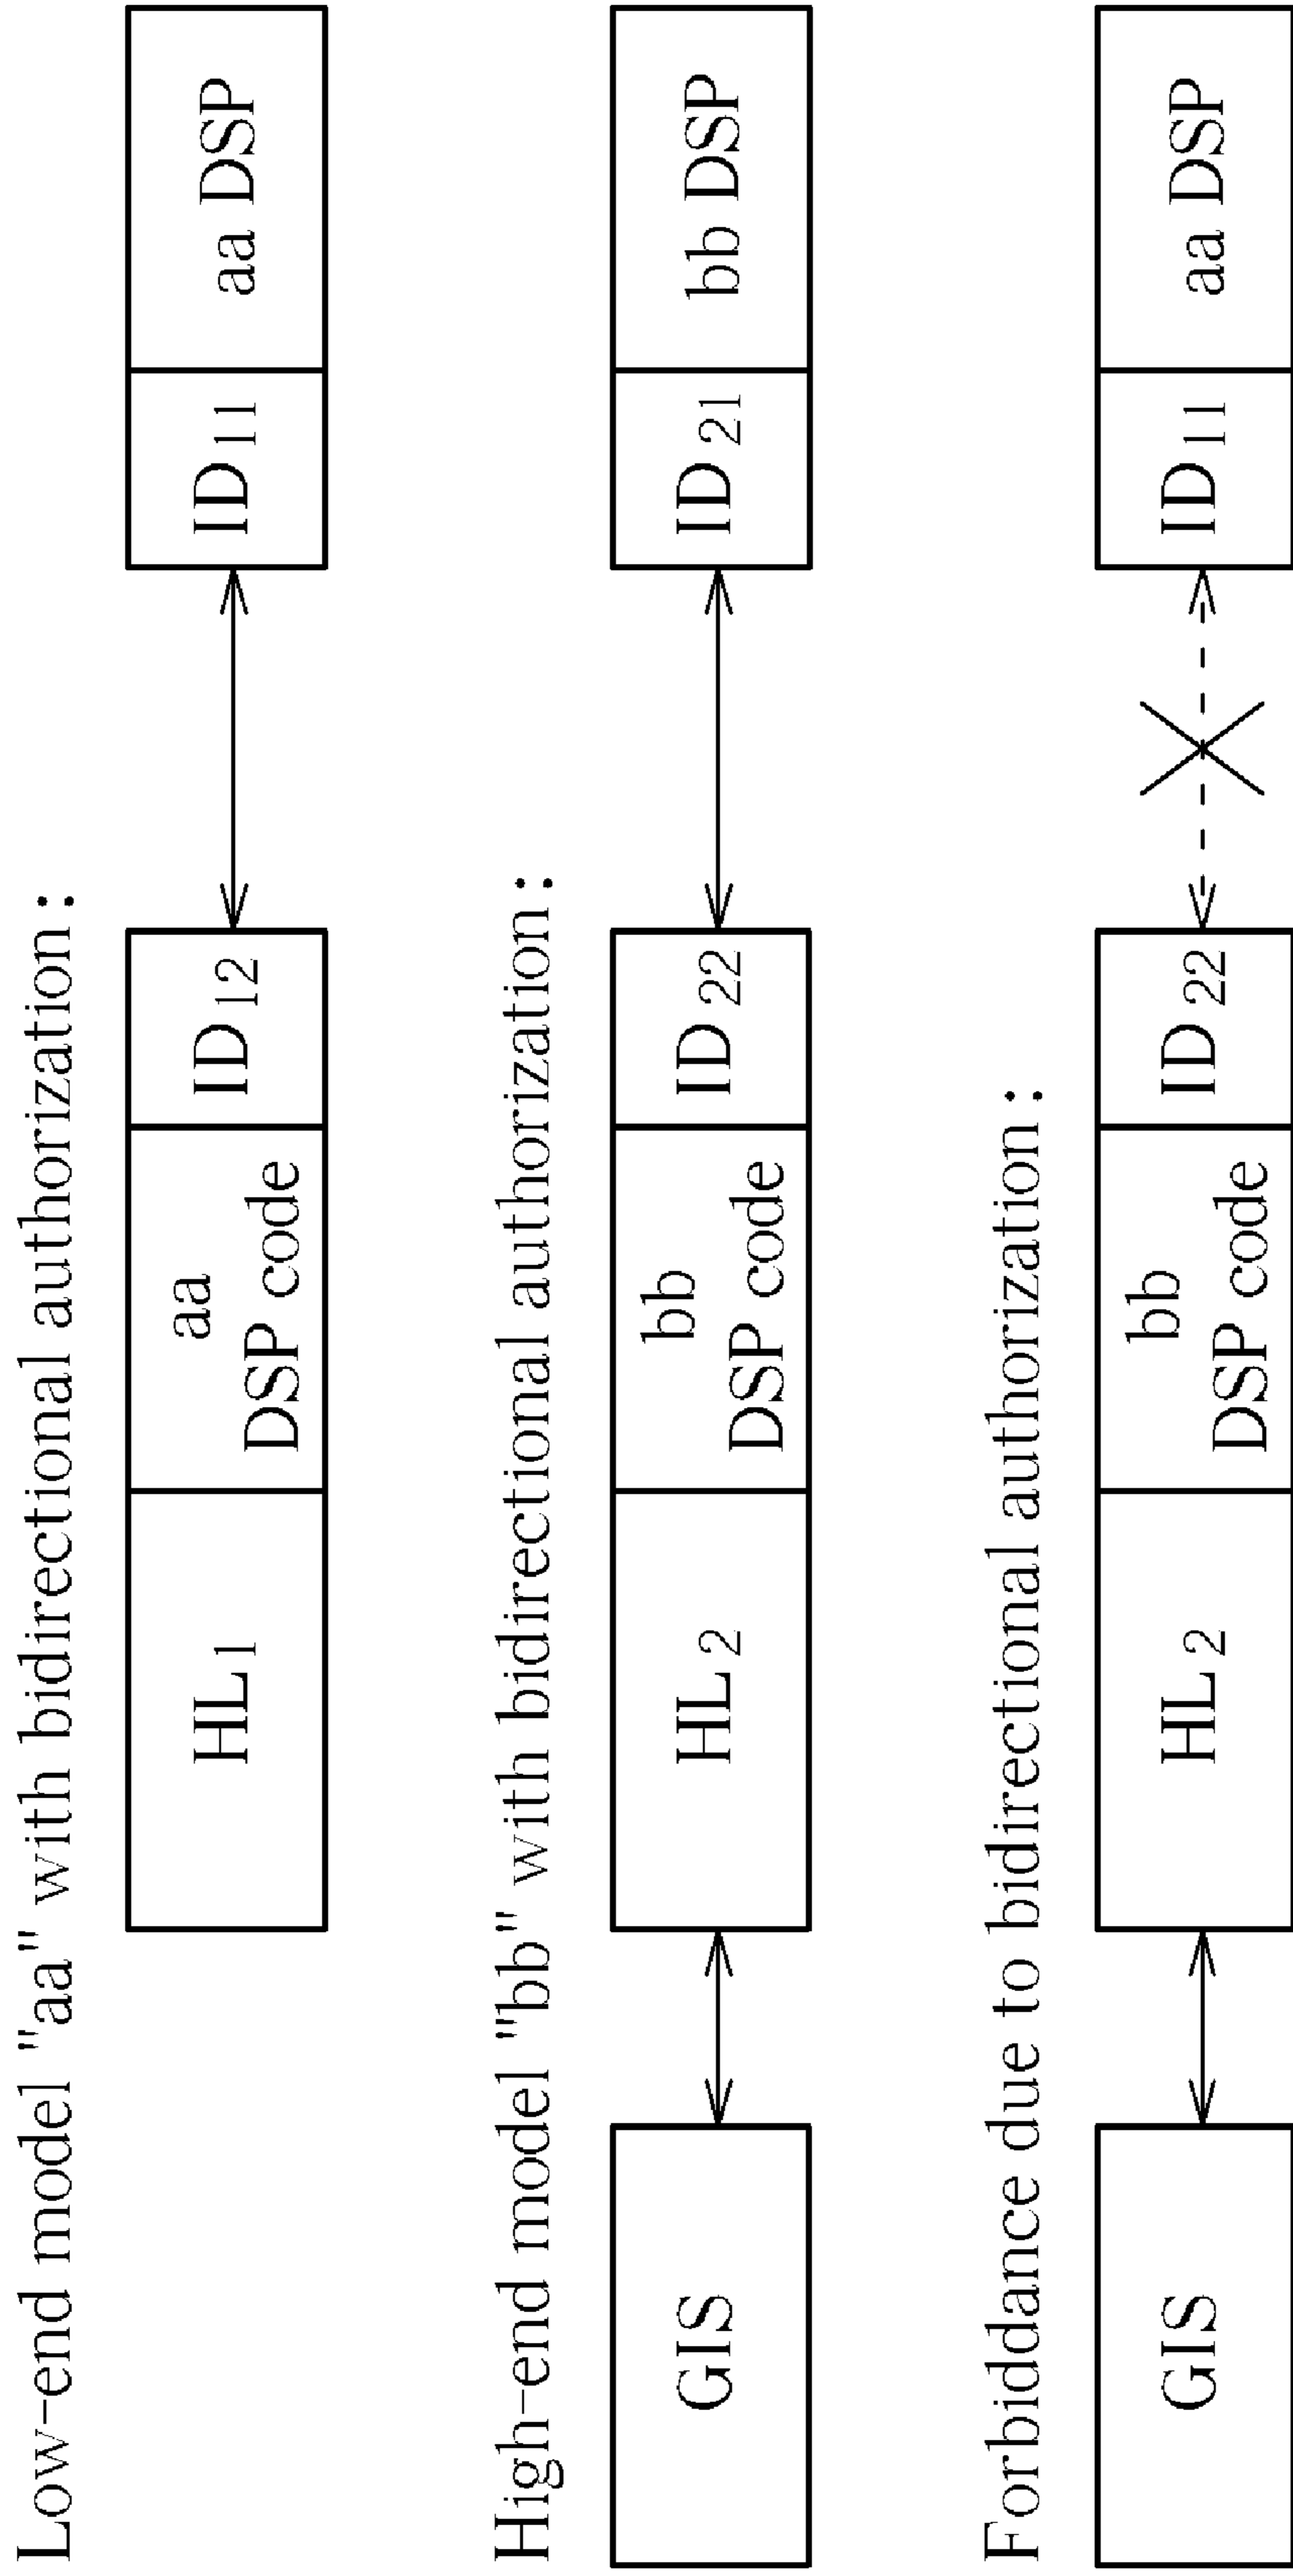 Low-end model "aa" with bidirectional authorization :
HL1
aa
DSP code
ID12
ID11
aa DSP
High-end model "bb" with bidirectional authorization :
GIS
HL2
bb
DSP code
ID22
ID21
bb DSP
Forbiddance due to bidirectional authorization :
GIS
HL2
bb
DSP code
ID22
ID11
aa DSP